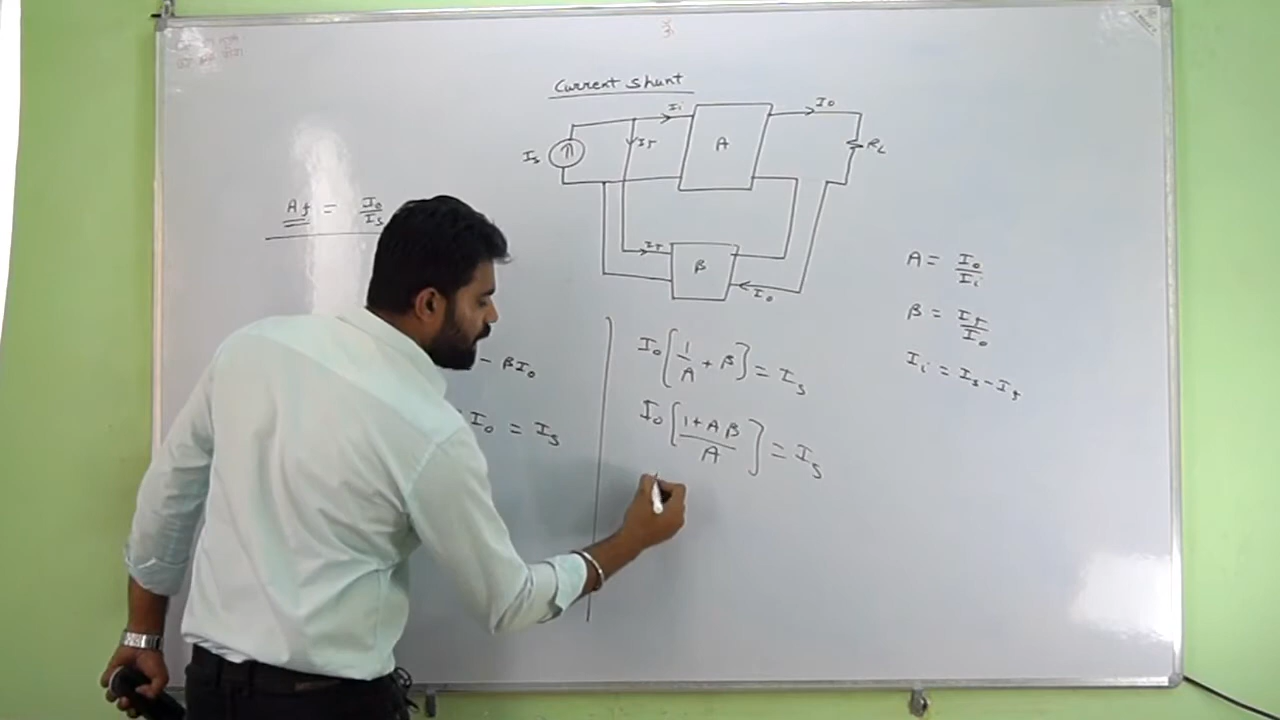 Current shunt
Ii
Io
Is
If
A
RL
If
β
Io
Af = Io/Is
A = Io/Ii
β = If/Io
Ii = Is - If
- βIo
Io = Is
Io[1/A + β] = Is
Io[(1+Aβ)/A] = Is